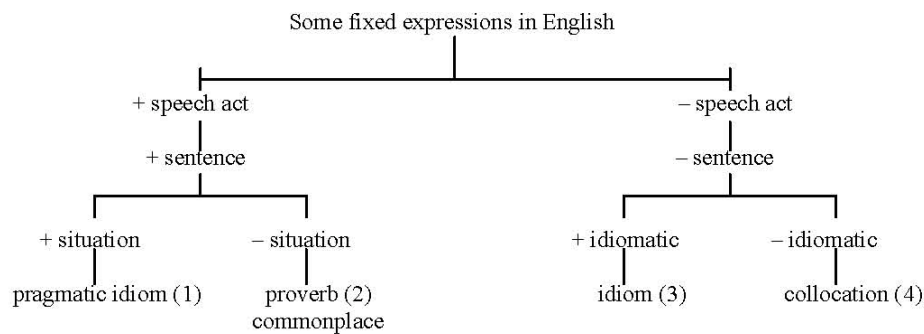 Some fixed expressions in English
+ speech act – speech act
+ sentence – sentence
+ situation – situation + idiomatic – idiomatic
pragmatic idiom (1) proverb (2) idiom (3) collocation (4)
commonplace